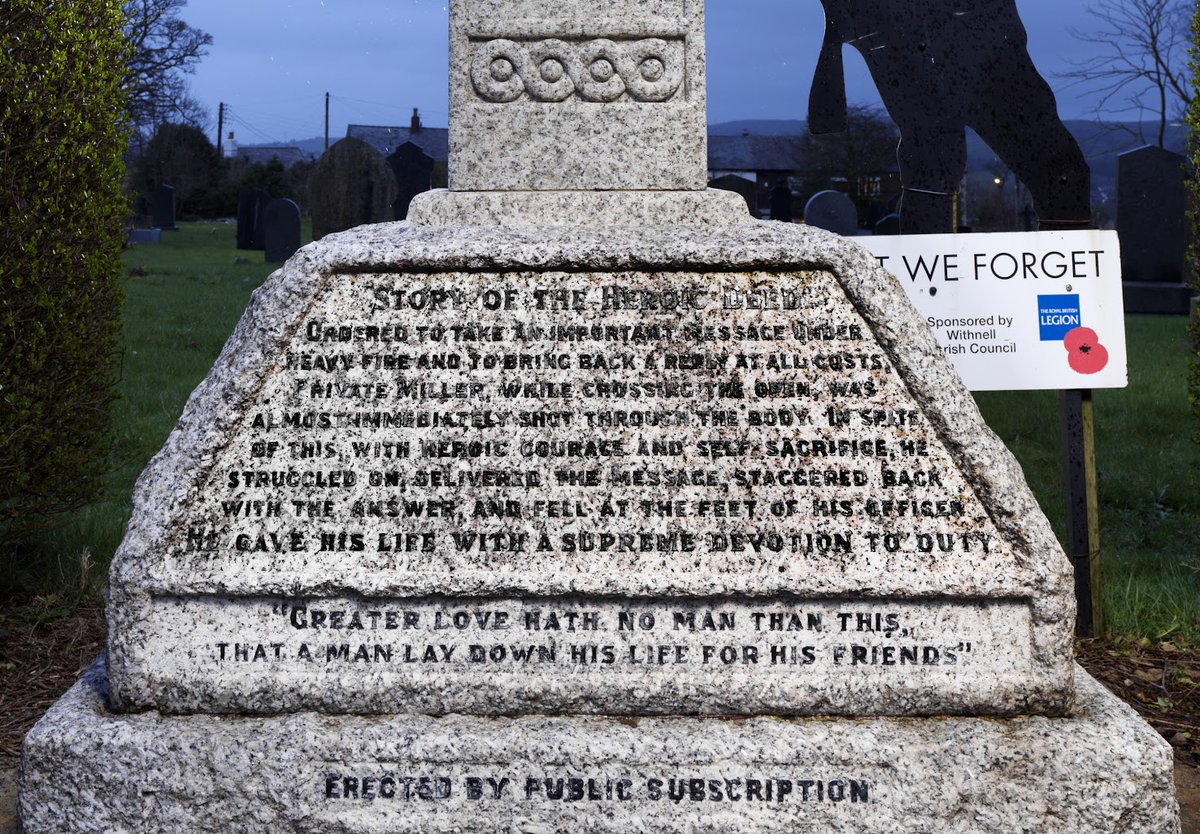 "STORY OF THE HEROIC DEED"
ORDERED TO TAKE AN IMPORTANT MESSAGE UNDER
HEAVY FIRE AND TO BRING BACK A REPLY AT ALL COSTS,
PRIVATE MILLER, WHILE CROSSING THE OPEN, WAS
ALMOST IMMEDIATELY SHOT THROUGH THE BODY. IN SPITE
OF THIS, WITH HEROIC COURAGE AND SELF-SACRIFICE, HE
STRUGGLED ON, DELIVERED THE MESSAGE, STAGGERED BACK
WITH THE ANSWER, AND FELL AT THE FEET OF HIS OFFICER.
HE GAVE HIS LIFE WITH A SUPREME DEVOTION TO DUTY.
"GREATER LOVE HATH NO MAN THAN THIS,
THAT A MAN LAY DOWN HIS LIFE FOR HIS FRIENDS"
ERECTED BY PUBLIC SUBSCRIPTION
T WE FORGET
Sponsored by
Withnell
rish Council
THE ROYAL BRITISH
LEGION